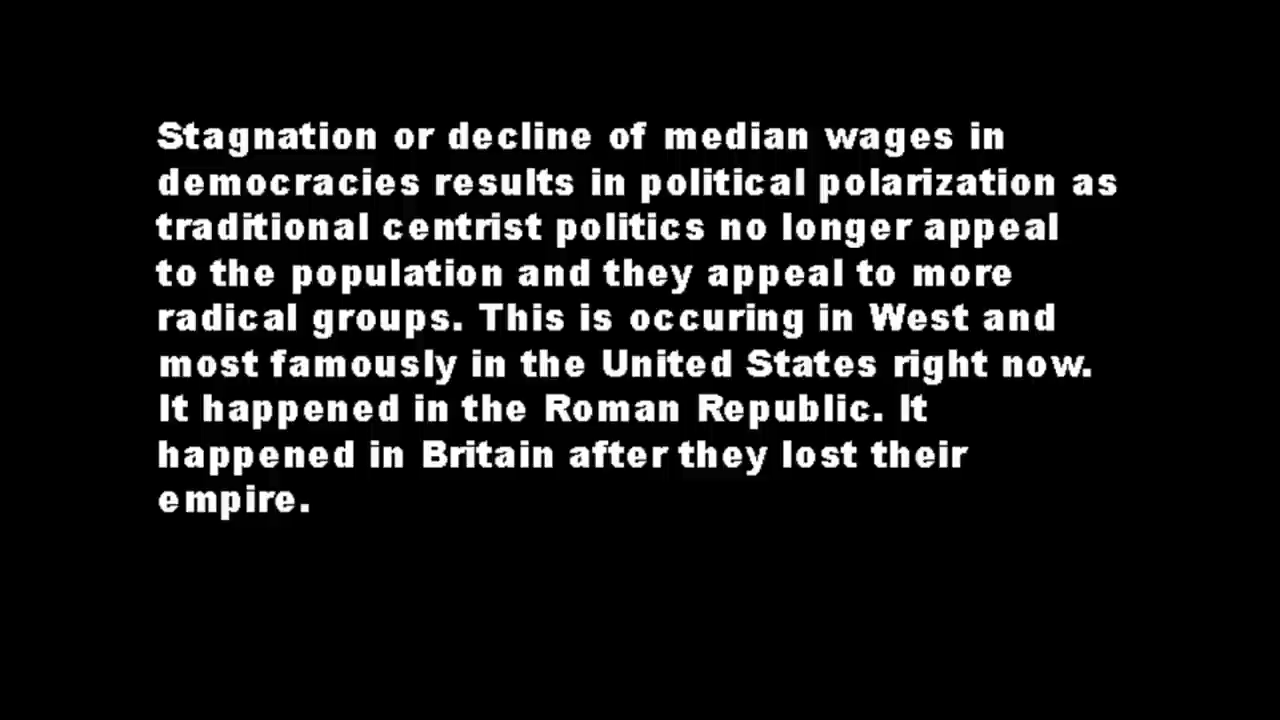 Stagnation or decline of median wages in
democracies results in political polarization as
traditional centrist politics no longer appeal
to the population and they appeal to more
radical groups. This is occuring in West and
most famously in the United States right now.
It happened in the Roman Republic. It
happened in Britain after they lost their
empire.